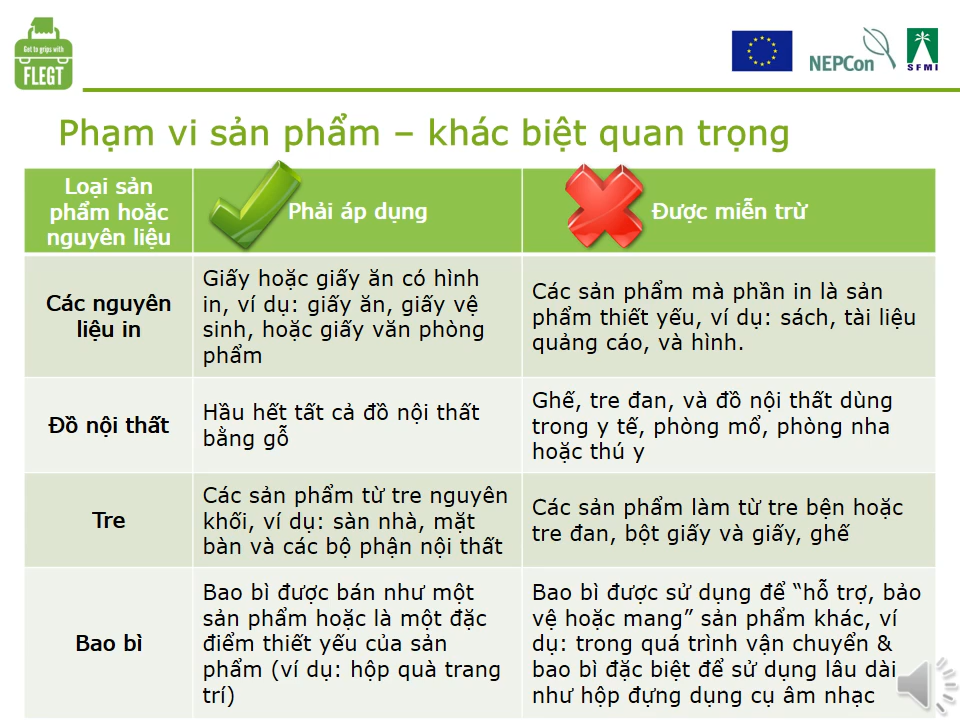 Get to grips with
FLEGT
NEPCon
SFMI
Phạm vi sản phẩm – khác biệt quan trọng
Loại sản
phẩm hoặc
nguyên liệu
Phải áp dụng
Được miễn trừ
Các nguyên
liệu in
Giấy hoặc giấy ăn có hình
in, ví dụ: giấy ăn, giấy vệ
sinh, hoặc giấy văn phòng
phẩm
Các sản phẩm mà phần in là sản
phẩm thiết yếu, ví dụ: sách, tài liệu
quảng cáo, và hình.
Đồ nội thất
Hầu hết tất cả đồ nội thất
bằng gỗ
Ghế, tre đan, và đồ nội thất dùng
trong y tế, phòng mổ, phòng nha
hoặc thú y
Tre
Các sản phẩm từ tre nguyên
khối, ví dụ: sàn nhà, mặt
bàn và các bộ phận nội thất
Các sản phẩm làm từ tre bện hoặc
tre đan, bột giấy và giấy, ghế
Bao bì
Bao bì được bán như một
sản phẩm hoặc là một đặc
điểm thiết yếu của sản
phẩm (ví dụ: hộp quà trang
trí)
Bao bì được sử dụng để “hỗ trợ, bảo
vệ hoặc mang” sản phẩm khác, ví
dụ: trong quá trình vận chuyển &
bao bì đặc biệt để sử dụng lâu dài
như hộp đựng dụng cụ âm nhạc